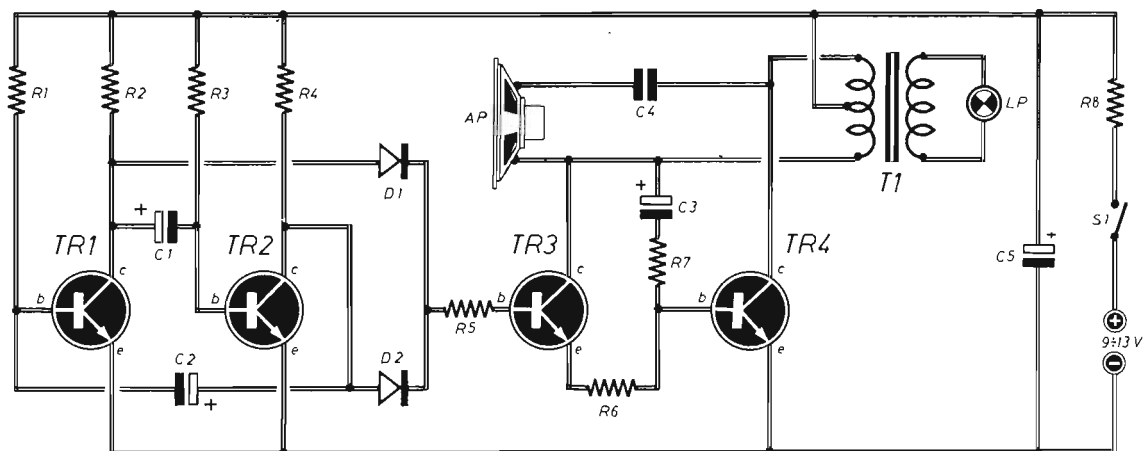 R1
R2
R3
R4
AP
C4
LP
R8
T1
D1
+
C1
TR1
TR2
TR3
TR4
+
C3
R7
S1
C5
+
c
c
c
c
b
b
b
b
R5
e
e
e
e
C2
+
D2
R6
+
9÷13 V
−